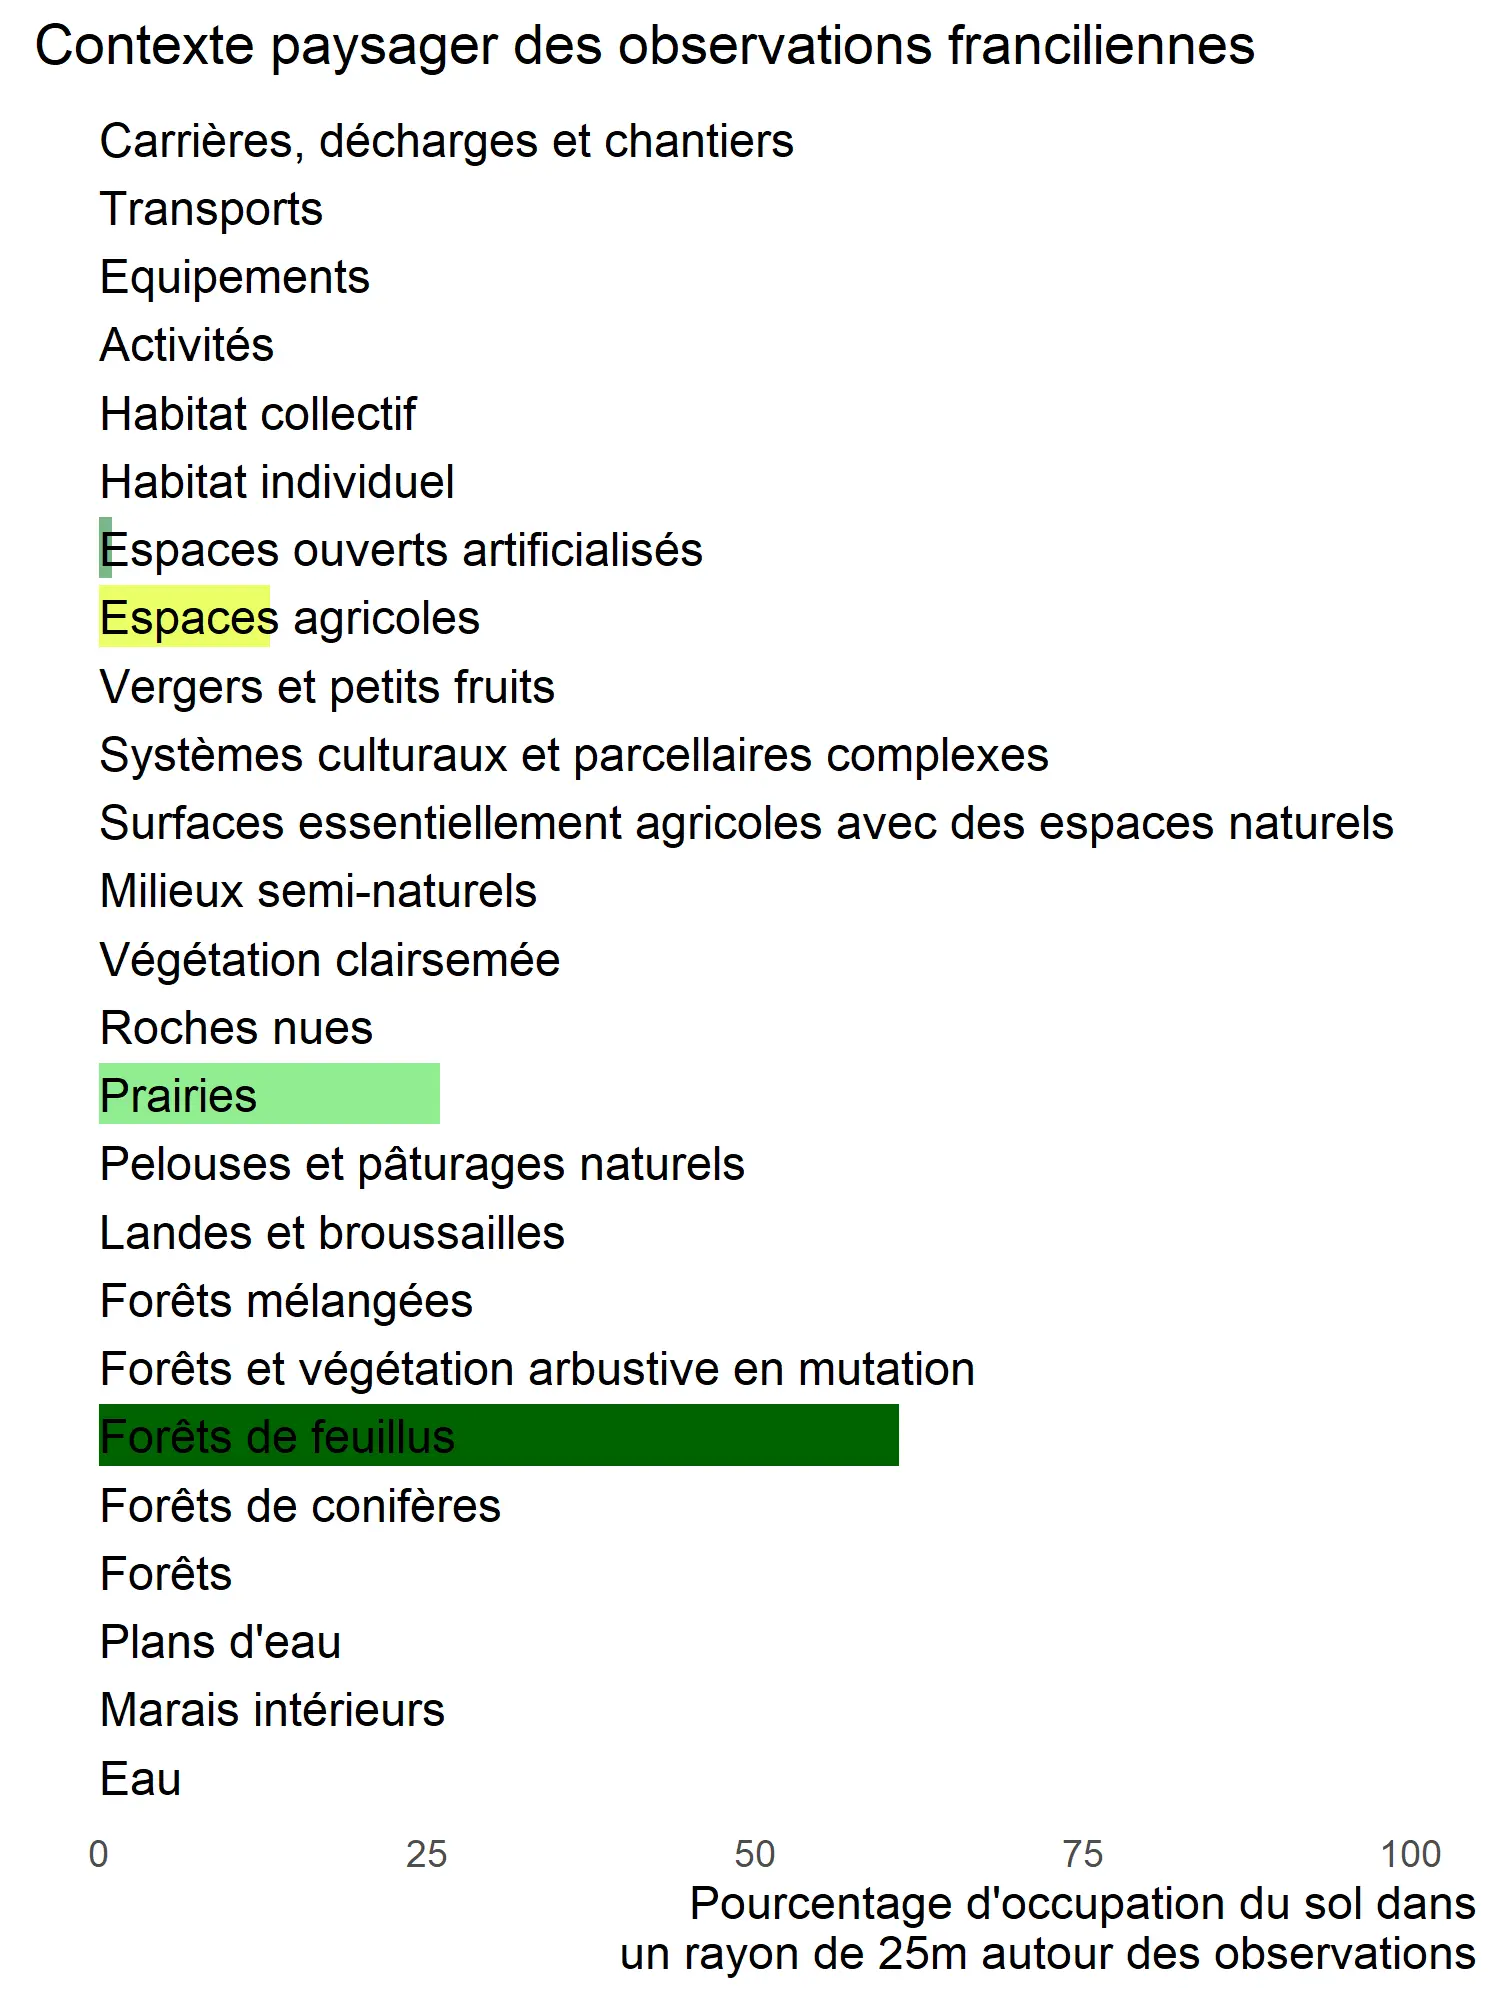 Contexte paysager des observations franciliennes
Carrières, décharges et chantiers
Transports
Equipements
Activités
Habitat collectif
Habitat individuel
Espaces ouverts artificialisés
Espaces agricoles
Vergers et petits fruits
Systèmes culturaux et parcellaires complexes
Surfaces essentiellement agricoles avec des espaces naturels
Milieux semi-naturels
Végétation clairsemée
Roches nues
Prairies
Pelouses et pâturages naturels
Landes et broussailles
Forêts mélangées
Forêts et végétation arbustive en mutation
Forêts de feuillus
Forêts de conifères
Forêts
Plans d'eau
Marais intérieurs
Eau
0 25 50 75 100
Pourcentage d'occupation du sol dans
un rayon de 25m autour des observations